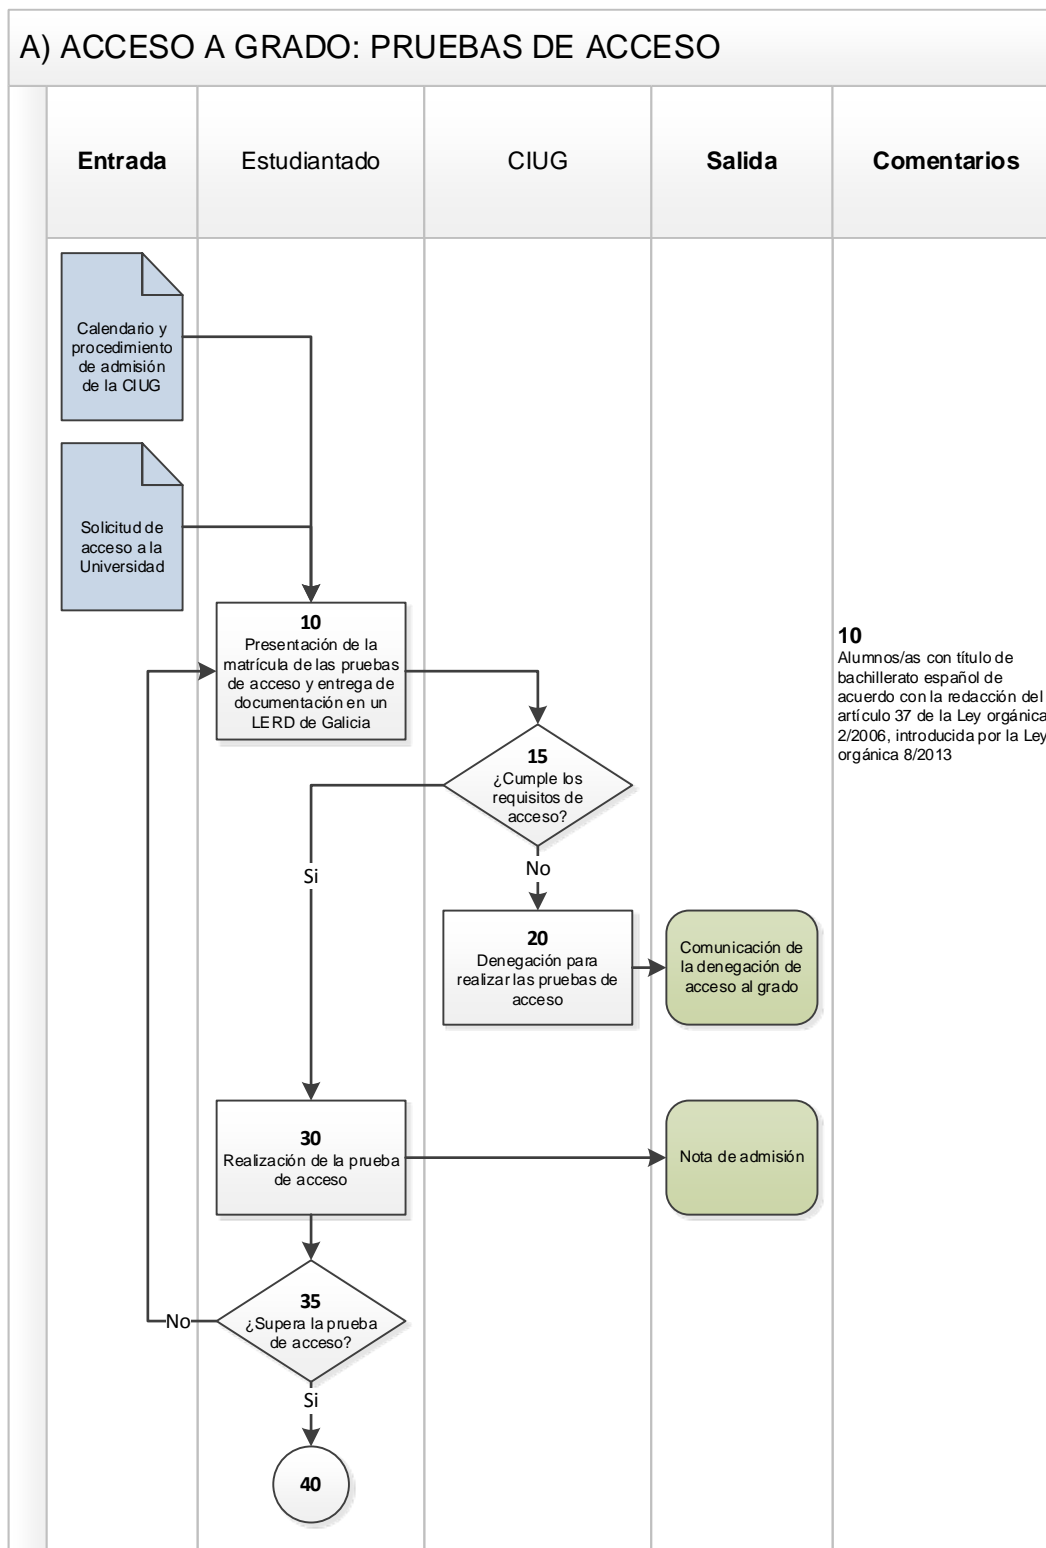 A) ACCESO A GRADO: PRUEBAS DE ACCESO
Entrada
Estudiantado
CIUG
Salida
Comentarios
Calendario y
procedimiento
de admisión
de la CIUG
Solicitud de
acceso a la
Universidad
10
Presentación de la
matrícula de las pruebas
de acceso y entrega de
documentación en un
LERD de Galicia
10
Alumnos/as con título de
bachillerato español de
acuerdo con la redacción del
artículo 37 de la Ley orgánica
2/2006, introducida por la Ley
orgánica 8/2013
15
¿Cumple los
requisitos de
acceso?
Si
No
20
Denegación para
realizar las pruebas de
acceso
Comunicación de
la denegación de
acceso al grado
30
Realización de la prueba
de acceso
Nota de admisión
35
¿Supera la prueba
de acceso?
No
Si
40